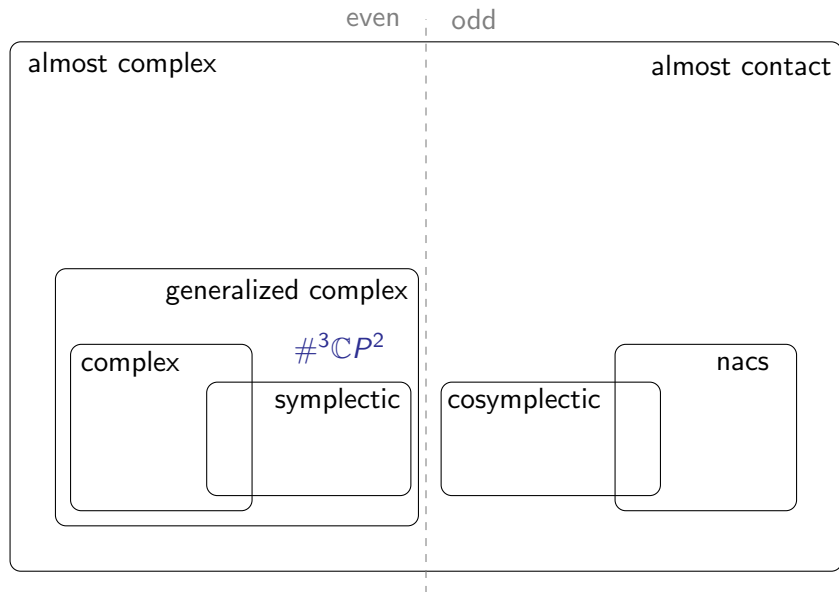 even odd
almost complex almost contact
generalized complex
#³ℂP²
complex nacs
symplectic cosymplectic